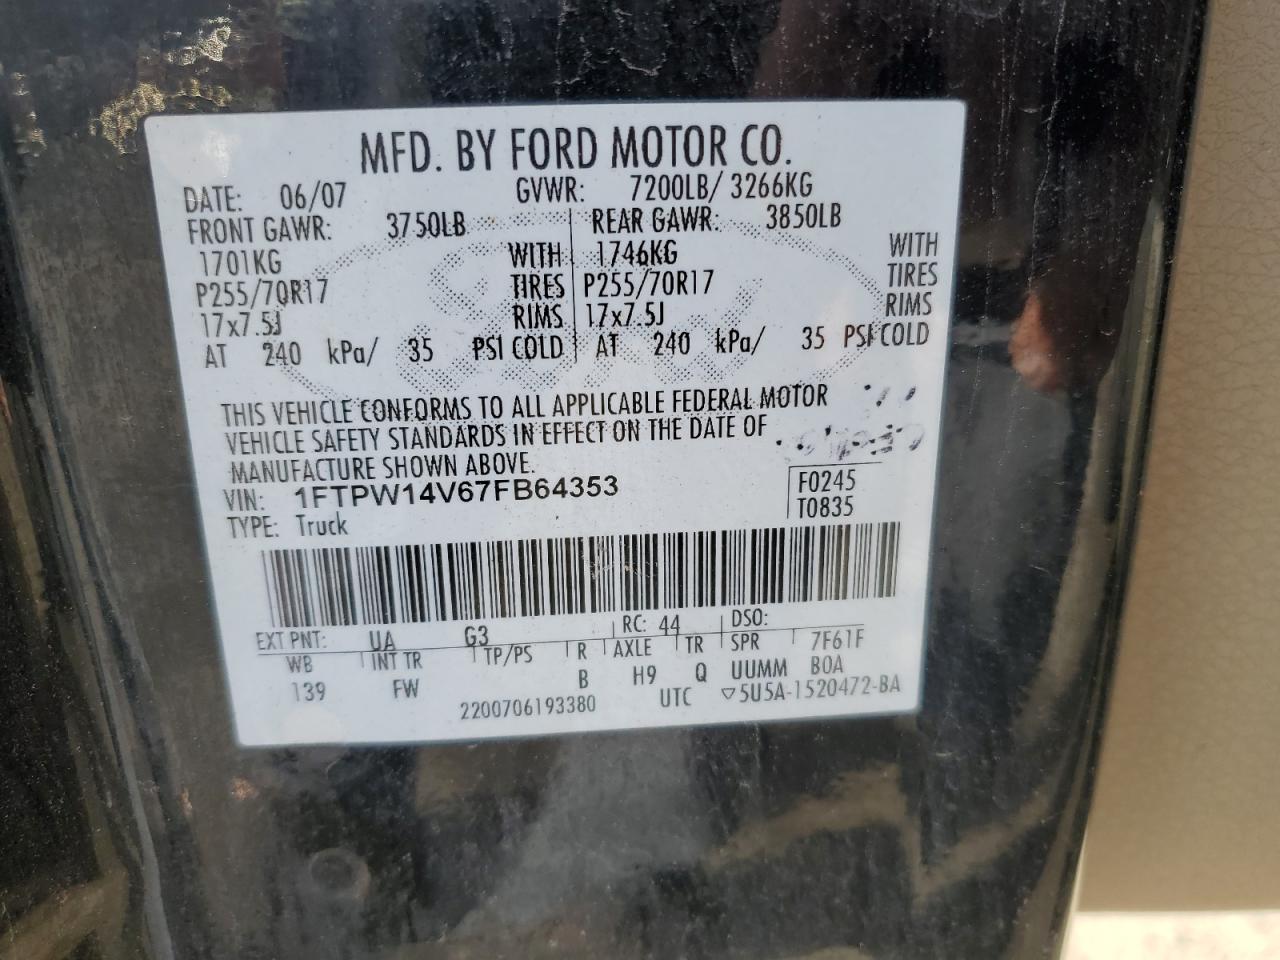 MFD. BY FORD MOTOR CO.
DATE: 06/07 GVWR: 7200LB/ 3266KG
FRONT GAWR: 3750LB REAR GAWR: 3850LB
1701KG WITH 1746KG WITH
P255/70R17 TIRES P255/70R17 TIRES
17x7.5J RIMS 17x7.5J RIMS
AT 240 kPa/ 35 PSI COLD AT 240 kPa/ 35 PSI COLD
THIS VEHICLE CONFORMS TO ALL APPLICABLE FEDERAL MOTOR
VEHICLE SAFETY STANDARDS IN EFFECT ON THE DATE OF
MANUFACTURE SHOWN ABOVE.
VIN: 1FTPW14V67FB64353 F0245
TYPE: Truck T0835
EXT PNT: UA G3 RC: 44 DSO:
WB INT TR TP/PS R AXLE TR SPR 7F61F
139 FW B H9 Q UUMM BOA
2200706193380 UTC ▽5U5A-1520472-BA